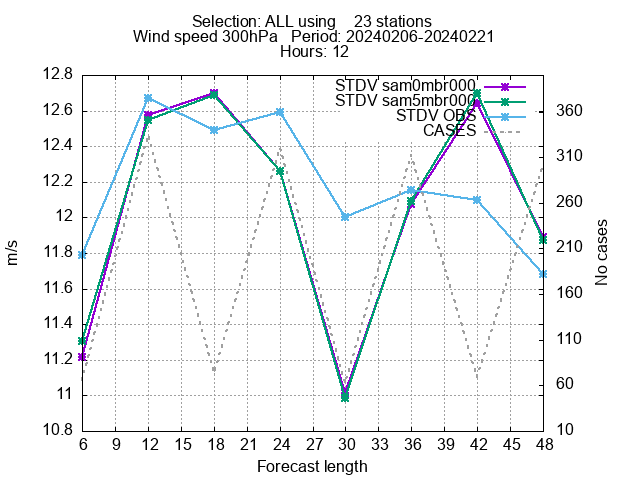 Selection: ALL using    23 stations
Wind speed 300hPa   Period: 20240206-20240221
Hours: 12
STDV sam0mbr000
STDV sam5mbr000
STDV OBS
CASES
12.8
12.6
12.4
12.2
12
11.8
11.6
11.4
11.2
11
10.8
m/s
360
310
260
210
160
110
60
10
No cases
6 9 12 15 18 21 24 27 30 33 36 39 42 45 48
Forecast length